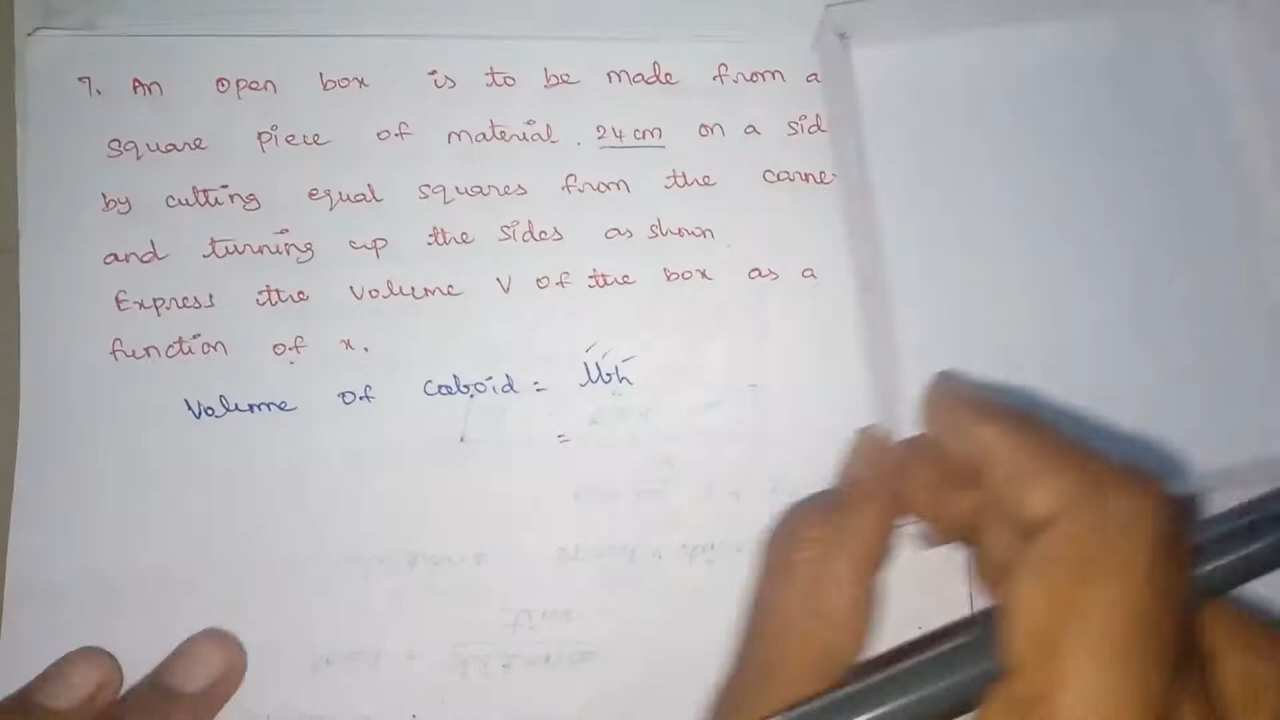 7. An open box is to be made from a
square piece of material. 24 cm on a sid
by cutting equal squares from the corne
and turning up the sides as shown
Express the volume V of the box as a
function of x.
Volume of cuboid = lbh
=